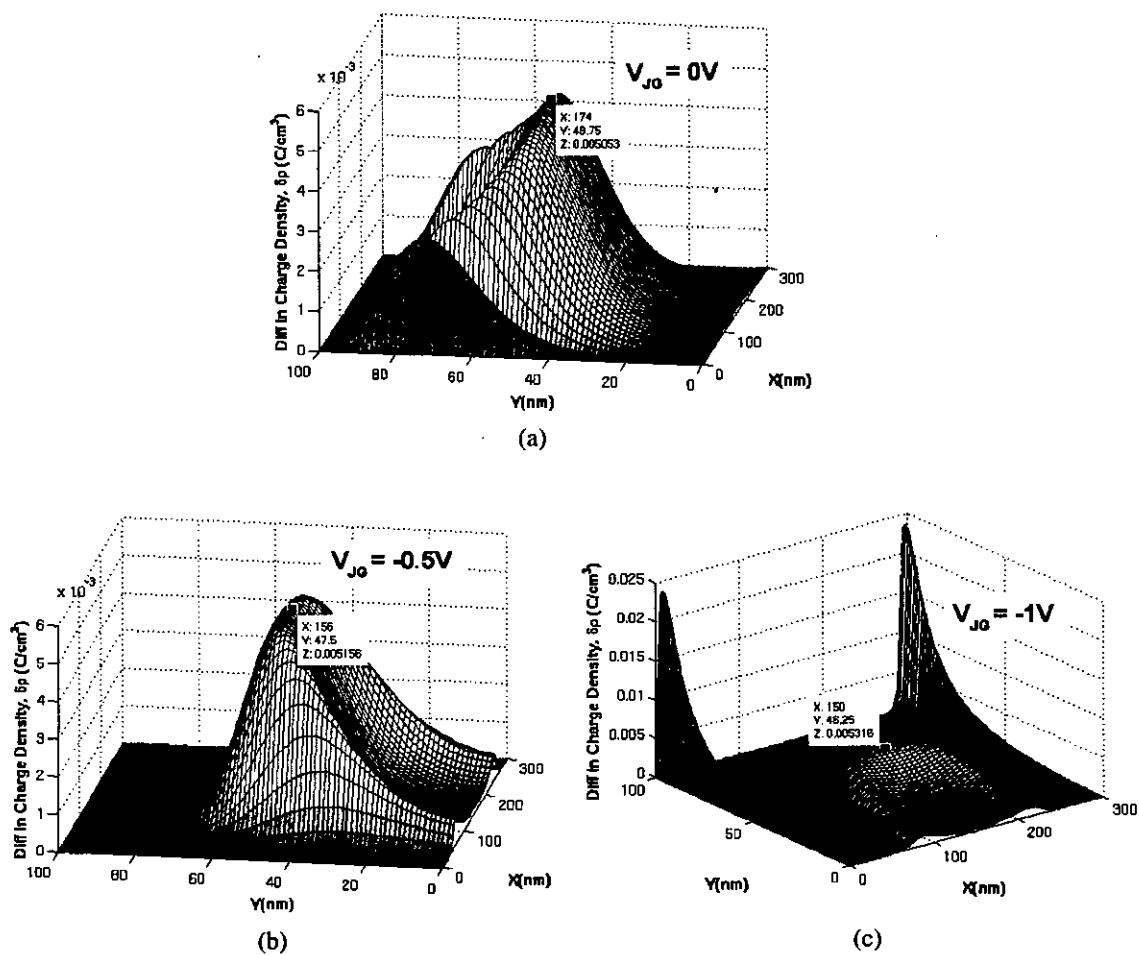 V_JG = 0V
x 10^-3
Diff in Charge Density, δp (C/cm³)
6
5
4
3
2
1
0
X: 174
Y: 48.75
Z: 0.005053
100
80
60
40
20
0
Y(nm)
0
100
200
300
X(nm)
(a)
V_JG = -0.5V
x 10^-3
Diff in Charge Density, δp (C/cm³)
6
5
4
3
2
1
0
X: 156
Y: 47.5
Z: 0.005156
100
80
60
40
20
0
Y(nm)
0
100
200
300
X(nm)
(b)
V_JG = -1V
Diff in Charge Density, δp (C/cm³)
0.025
0.02
0.015
0.01
0.005
0
X: 150
Y: 46.25
Z: 0.005316
100
50
0
Y(nm)
0
100
200
300
X(nm)
(c)